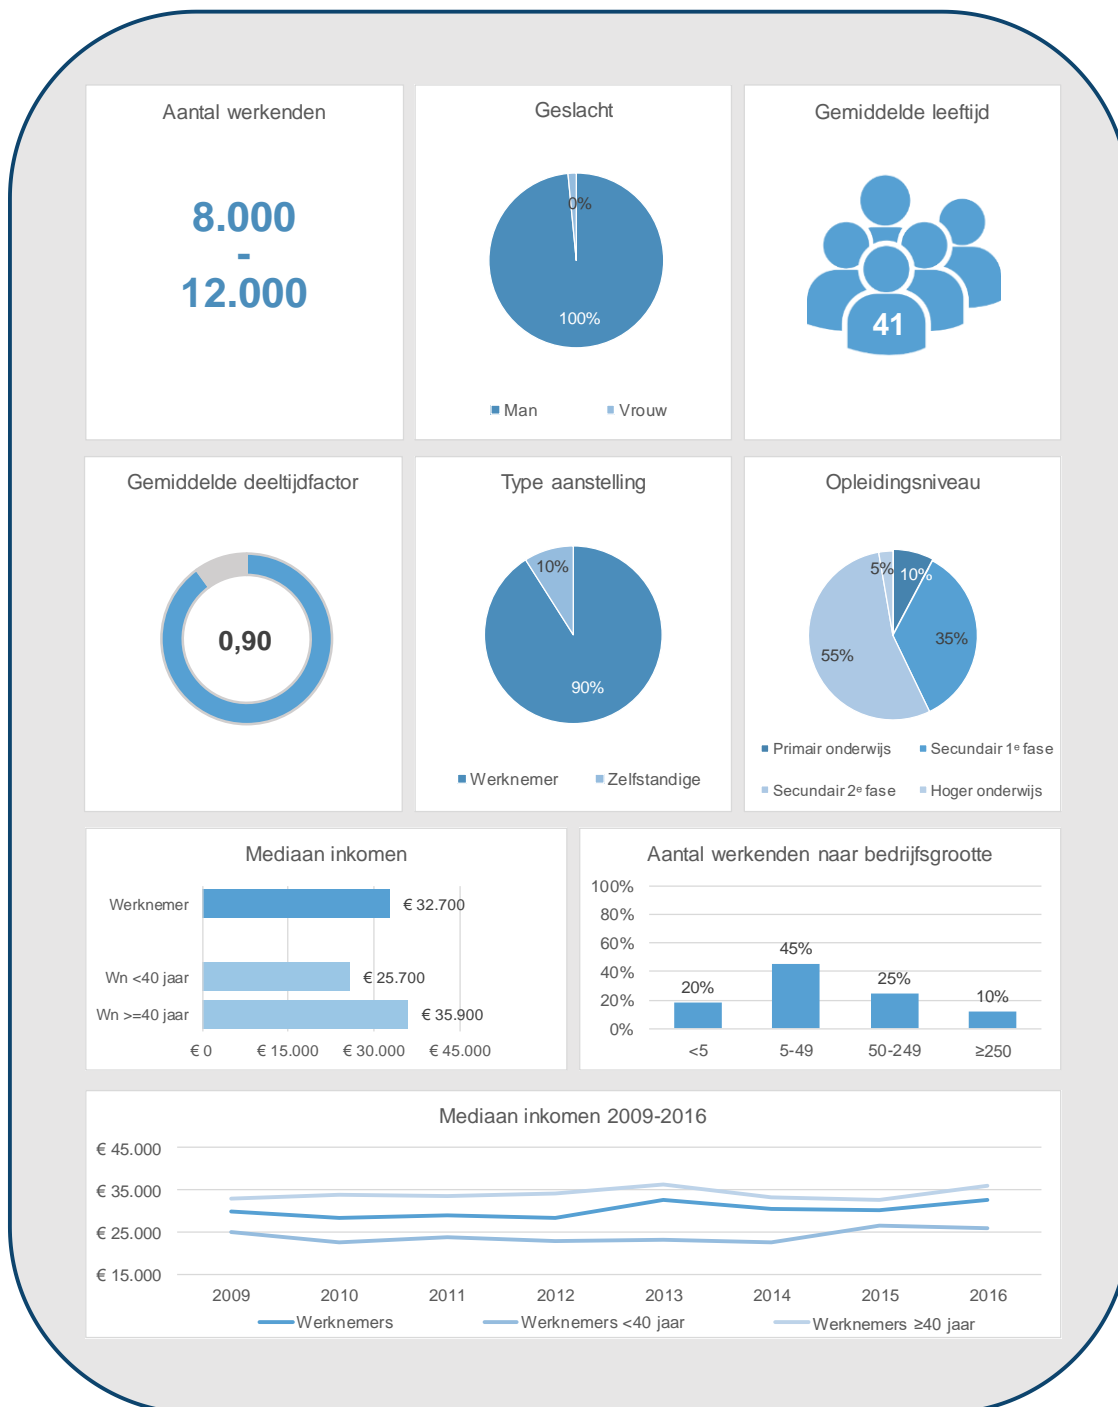 Aantal werkenden
8.000
-
12.000
Geslacht
0%
100%
Man
Vrouw
Gemiddelde leeftijd
41
Gemiddelde deeltijdfactor
0,90
Type aanstelling
10%
90%
Werknemer
Zelfstandige
Opleidingsniveau
5%
10%
35%
55%
Primair onderwijs
Secundair 1e fase
Secundair 2e fase
Hoger onderwijs
Mediaan inkomen
Werknemer
€ 32.700
Wn <40 jaar
€ 25.700
Wn >=40 jaar
€ 35.900
€ 0
€ 15.000
€ 30.000
€ 45.000
Aantal werkenden naar bedrijfsgrootte
100%
80%
60%
40%
20%
0%
20%
45%
25%
10%
<5
5-49
50-249
≥250
Mediaan inkomen 2009-2016
€ 45.000
€ 35.000
€ 25.000
€ 15.000
2009
2010
2011
2012
2013
2014
2015
2016
Werknemers
Werknemers <40 jaar
Werknemers ≥40 jaar